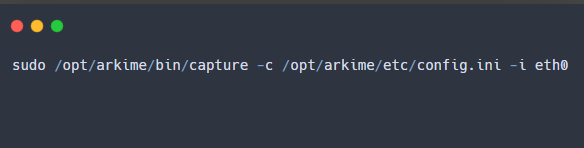 sudo /opt/arkime/bin/capture -c /opt/arkime/etc/config.ini -i eth0